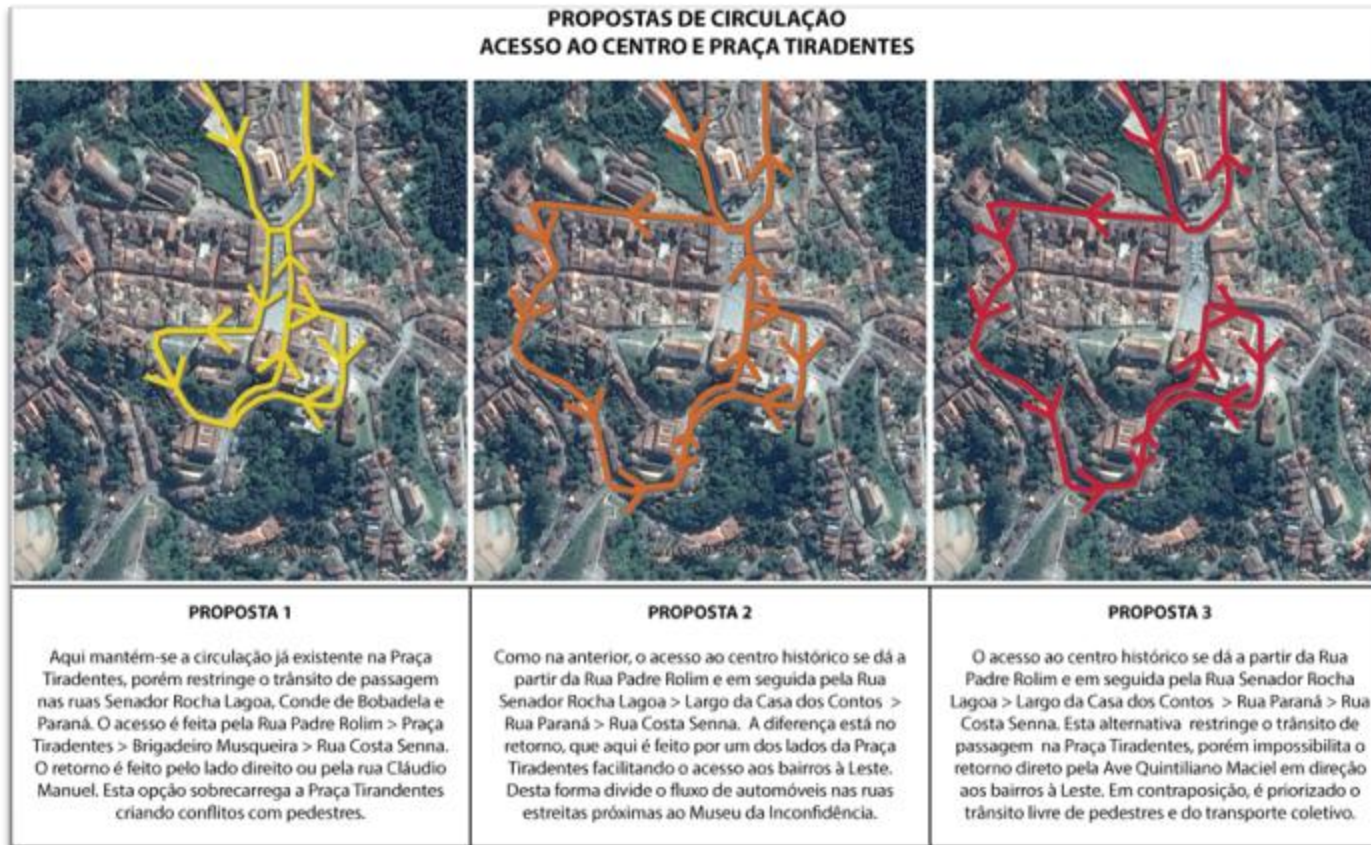 PROPOSTAS DE CIRCULAÇÃO
ACESSO AO CENTRO E PRAÇA TIRADENTES
PROPOSTA 1
Aqui mantém-se a circulação já existente na Praça
Tiradentes, porém restringe o trânsito de passagem
nas ruas Senador Rocha Lagoa, Conde de Bobadela e
Paraná. O acesso é feita pela Rua Padre Rolim > Praça
Tiradentes > Brigadeiro Musqueira > Rua Costa Senna.
O retorno é feito pelo lado direito ou pela rua Cláudio
Manuel. Esta opção sobrecarrega a Praça Tirandentes
criando conflitos com pedestres.
PROPOSTA 2
Como na anterior, o acesso ao centro histórico se dá a
partir da Rua Padre Rolim e em seguida pela Rua
Senador Rocha Lagoa > Largo da Casa dos Contos >
Rua Paraná > Rua Costa Senna. A diferença está no
retorno, que aqui é feito por um dos lados da Praça
Tiradentes facilitando o acesso aos bairros à Leste.
Desta forma divide o fluxo de automóveis nas ruas
estreitas próximas ao Museu da Inconfidência.
PROPOSTA 3
O acesso ao centro histórico se dá a partir da Rua
Padre Rolim e em seguida pela Rua Senador Rocha
Lagoa > Largo da Casa dos Contos > Rua Paraná > Rua
Costa Senna. Esta alternativa restringe o trânsito de
passagem na Praça Tiradentes, porém impossibilita o
retorno direto pela Ave Quintiliano Maciel em direção
aos bairros à Leste. Em contraposição, é priorizado o
trânsito livre de pedestres e do transporte coletivo.